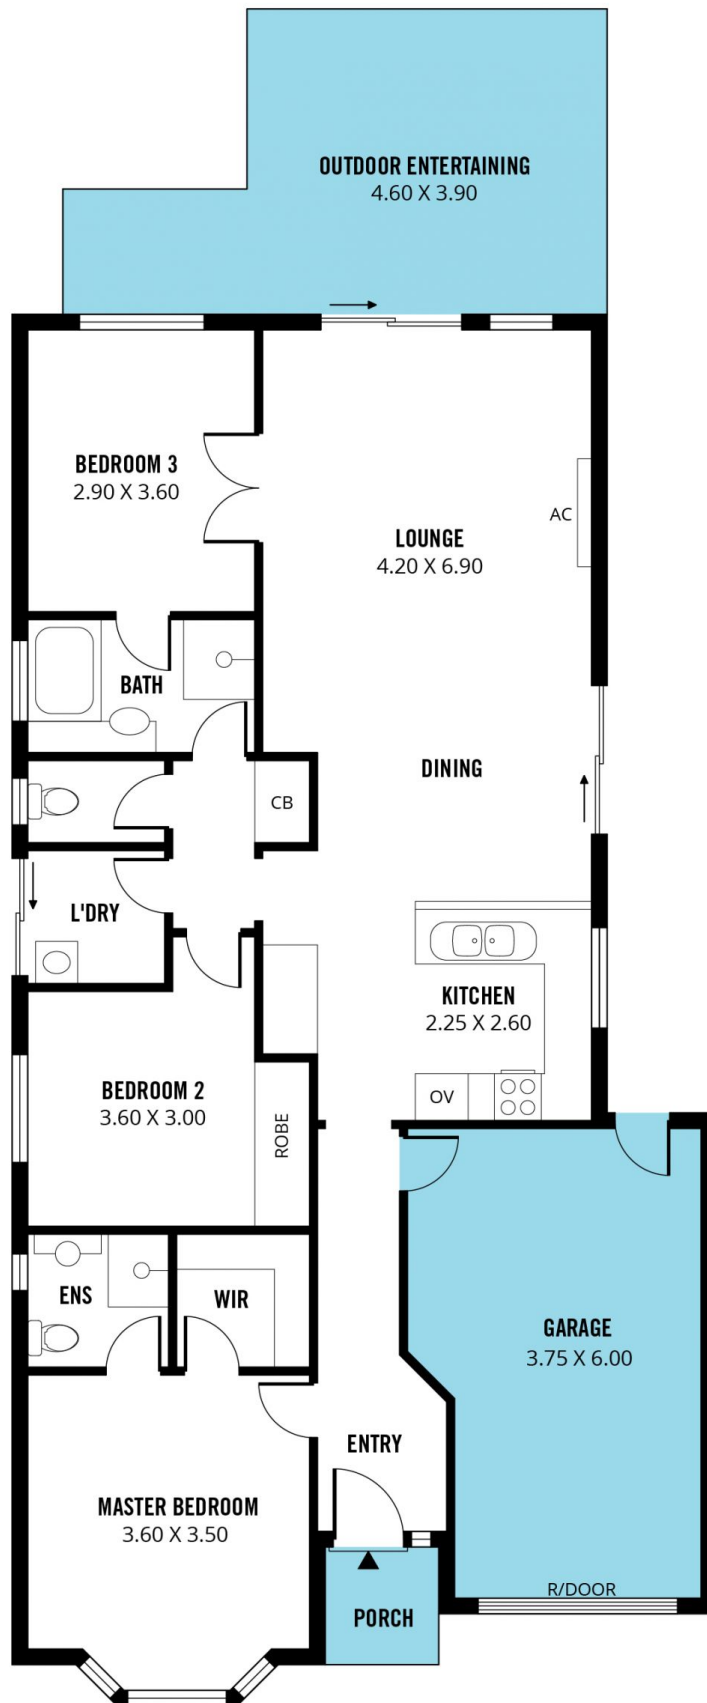 OUTDOOR ENTERTAINING
4.60 X 3.90
BEDROOM 3
2.90 X 3.60
AC
LOUNGE
4.20 X 6.90
BATH
DINING
CB
L'DRY
KITCHEN
2.25 X 2.60
OV
BEDROOM 2
3.60 X 3.00
ROBE
ENS
WIR
GARAGE
3.75 X 6.00
ENTRY
MASTER BEDROOM
3.60 X 3.50
R/DOOR
PORCH